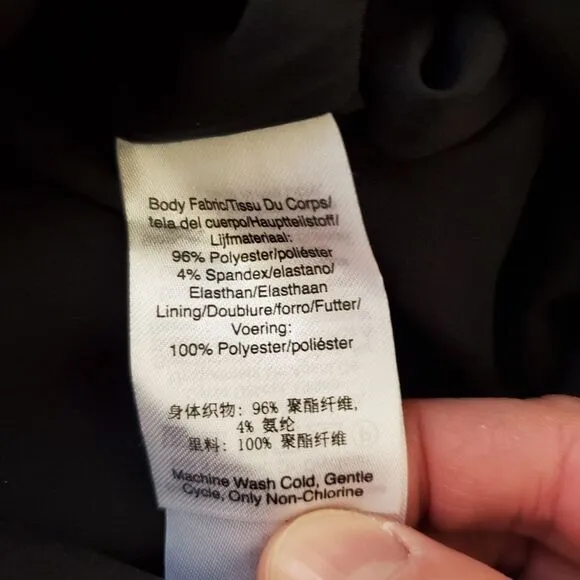 Body Fabric/Tissu Du Corps/
tela del cuerpo/Hauptteilstoff/
Lijfmateriaal:
96% Polyester/poliéster
4% Spandex/elastano/
Elasthan/Elasthaan
Lining/Doublure/forro/Futter/
Voering:
100% Polyester/poliéster
身体织物: 96% 聚酯纤维,
4% 氨纶
里料: 100% 聚酯纤维
Machine Wash Cold, Gentle
Cycle, Only Non-Chlorine